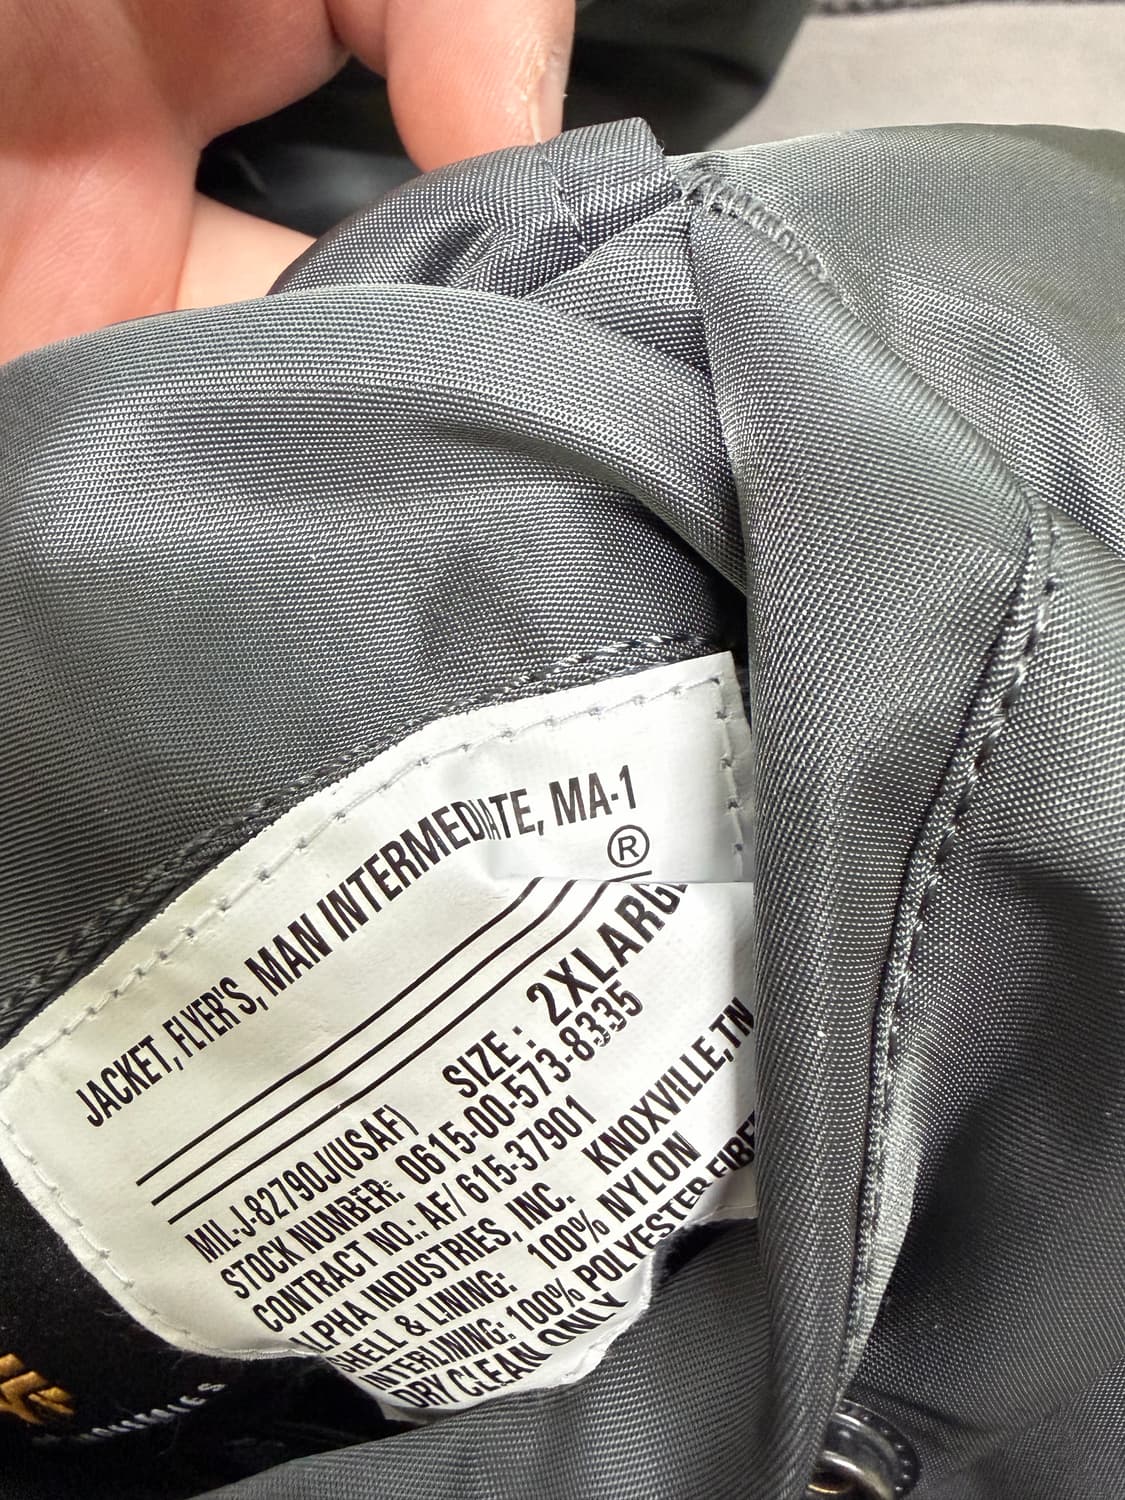 JACKET, FLYER'S, MAN INTERMEDIATE, MA-1
®
SIZE : 2XLARGE
MIL-J-82790J(USAF)
STOCK NUMBER: 0615-00-573-8335
CONTRACT NO.: AF/ 615-37901
ALPHA INDUSTRIES, INC. KNOXVILLE, TN
SHELL & LINING: 100% NYLON
INTERLINING: 100% POLYESTER
DRY CLEAN ONLY